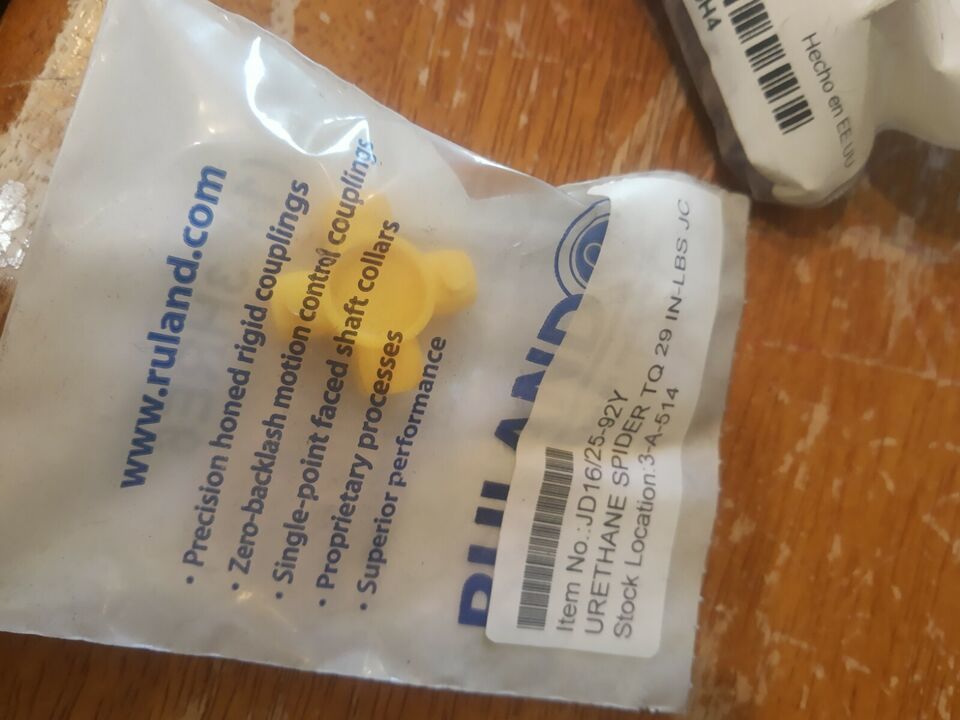 www.ruland.com
• Precision honed rigid couplings
• Zero-backlash motion control couplings
• Single-point faced shaft collars
• Proprietary processes
• Superior performance
RULAND
Item No.:JD16/25-92Y
URETHANE SPIDER TQ 29 IN-LBS JC
Stock Location:3-A-514
Hecho en EE.UU